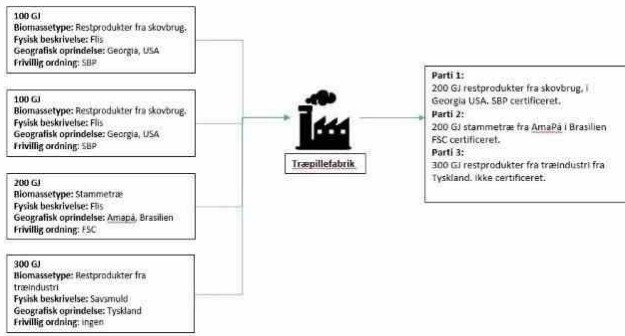 100 GJ
Biomassetype: Restprodukter fra skovbrug.
Fysisk beskrivelse: Flis
Geografisk oprindelse: Georgia, USA
Frivillig ordning: SBP
100 GJ
Biomassetype: Restprodukter fra skovbrug.
Fysisk beskrivelse: Flis
Geografisk oprindelse: Georgia, USA
Frivillig ordning: SBP
200 GJ
Biomassetype: Stammetræ
Fysisk beskrivelse: Flis
Geografisk oprindelse: Amapá, Brasilien
Frivillig ordning: FSC
300 GJ
Biomassetype: Restprodukter fra
træindustri
Fysisk beskrivelse: Savsmuld
Geografisk oprindelse: Tyskland
Frivillig ordning: ingen
Træpillefabrik
Parti 1:
200 GJ restprodukter fra skovbrug, i
Georgia USA. SBP certificeret.
Parti 2:
200 GJ stammetræ fra AmaPá i Brasilien
FSC certificeret.
Parti 3:
300 GJ restprodukter fra træindustri fra
Tyskland. Ikke certificeret.